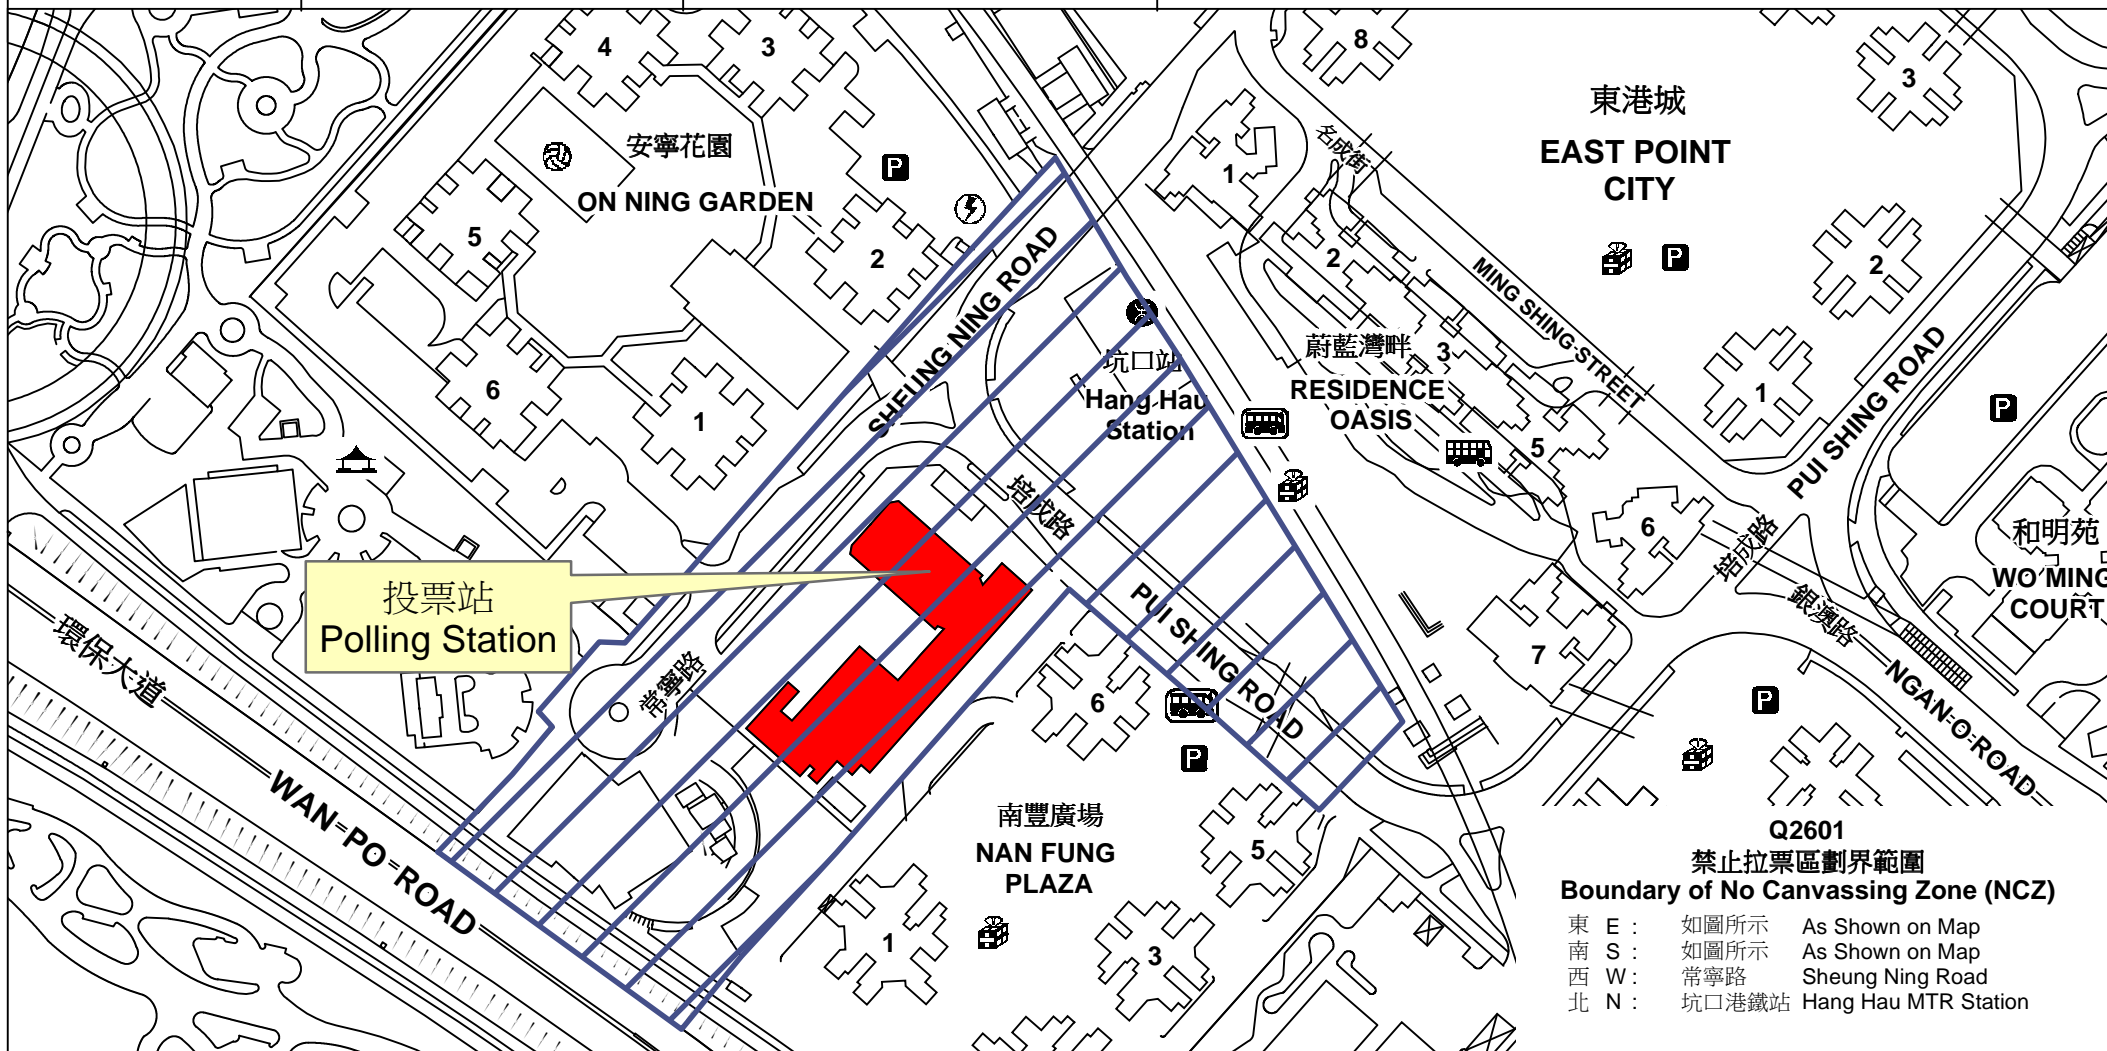 4
3
8
3
安寧花園
ON NING GARDEN
P
5
2
6
1
東港城
EAST POINT
CITY
P
2
1
名成街
1
2
3
5
6
7
MING SHING STREET
蔚藍灣畔
RESIDENCE
OASIS
SHEUNG NING ROAD
坑口站
Hang Hau
Station
PUI SHING ROAD
P
和明苑
WO MING
COURT
培成路
培成路
銀澳路
NGAN O ROAD
P
投票站
Polling Station
PUI SHING ROAD
環保大道
WAN PO ROAD
常寧路
6
P
南豐廣場
NAN FUNG
PLAZA
5
1
3
Q2601
禁止拉票區劃界範圍
Boundary of No Canvassing Zone (NCZ)
東 E : 如圖所示 As Shown on Map
南 S : 如圖所示 As Shown on Map
西 W : 常寧路 Sheung Ning Road
北 N : 坑口港鐵站 Hang Hau MTR Station